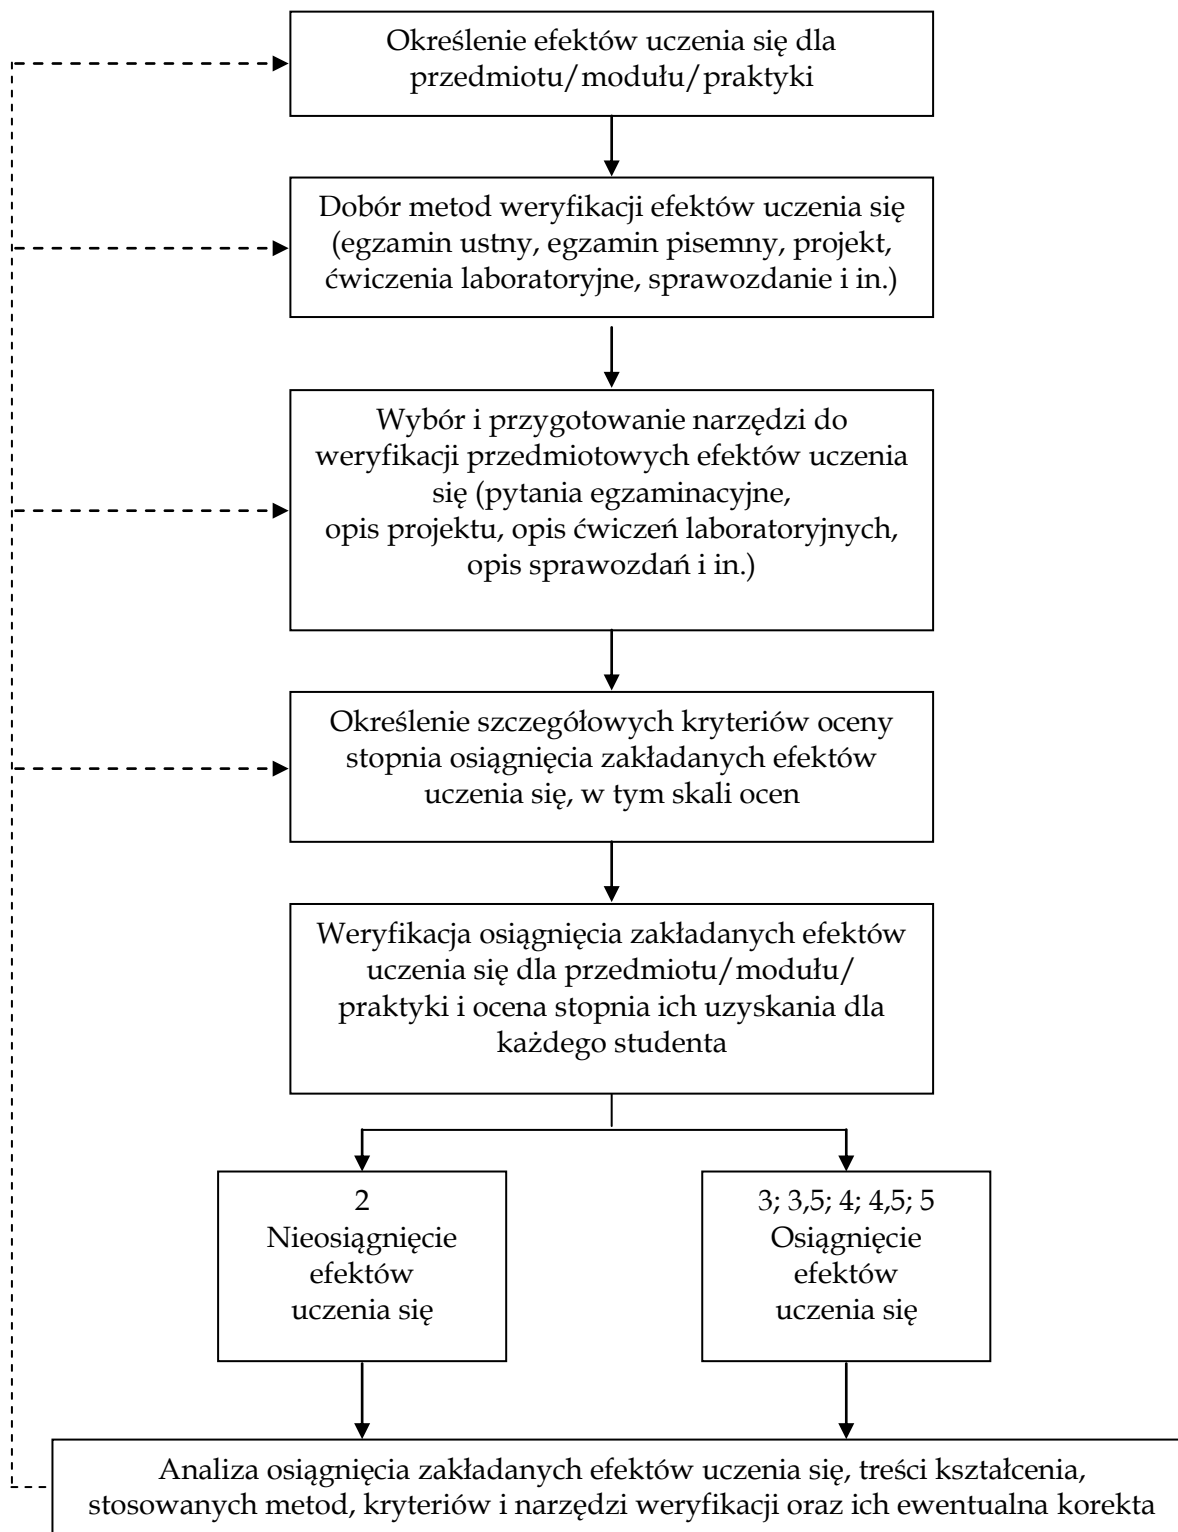 Określenie efektów uczenia się dla
przedmiotu/modułu/praktyki
Dobór metod weryfikacji efektów uczenia się
(egzamin ustny, egzamin pisemny, projekt,
ćwiczenia laboratoryjne, sprawozdanie i in.)
Wybór i przygotowanie narzędzi do
weryfikacji przedmiotowych efektów uczenia
się (pytania egzaminacyjne,
opis projektu, opis ćwiczeń laboratoryjnych,
opis sprawozdań i in.)
Określenie szczegółowych kryteriów oceny
stopnia osiągnięcia zakładanych efektów
uczenia się, w tym skali ocen
Weryfikacja osiągnięcia zakładanych efektów
uczenia się dla przedmiotu/modułu/
praktyki i ocena stopnia ich uzyskania dla
każdego studenta
2
Nieosiągnięcie
efektów
uczenia się
3; 3,5; 4; 4,5; 5
Osiągnięcie
efektów
uczenia się
Analiza osiągnięcia zakładanych efektów uczenia się, treści kształcenia,
stosowanych metod, kryteriów i narzędzi weryfikacji oraz ich ewentualna korekta